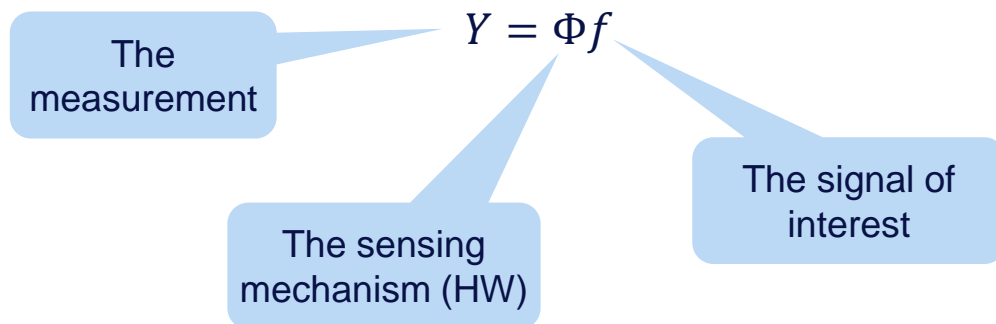 Y = Φf
The
measurement
The signal of
interest
The sensing
mechanism (HW)